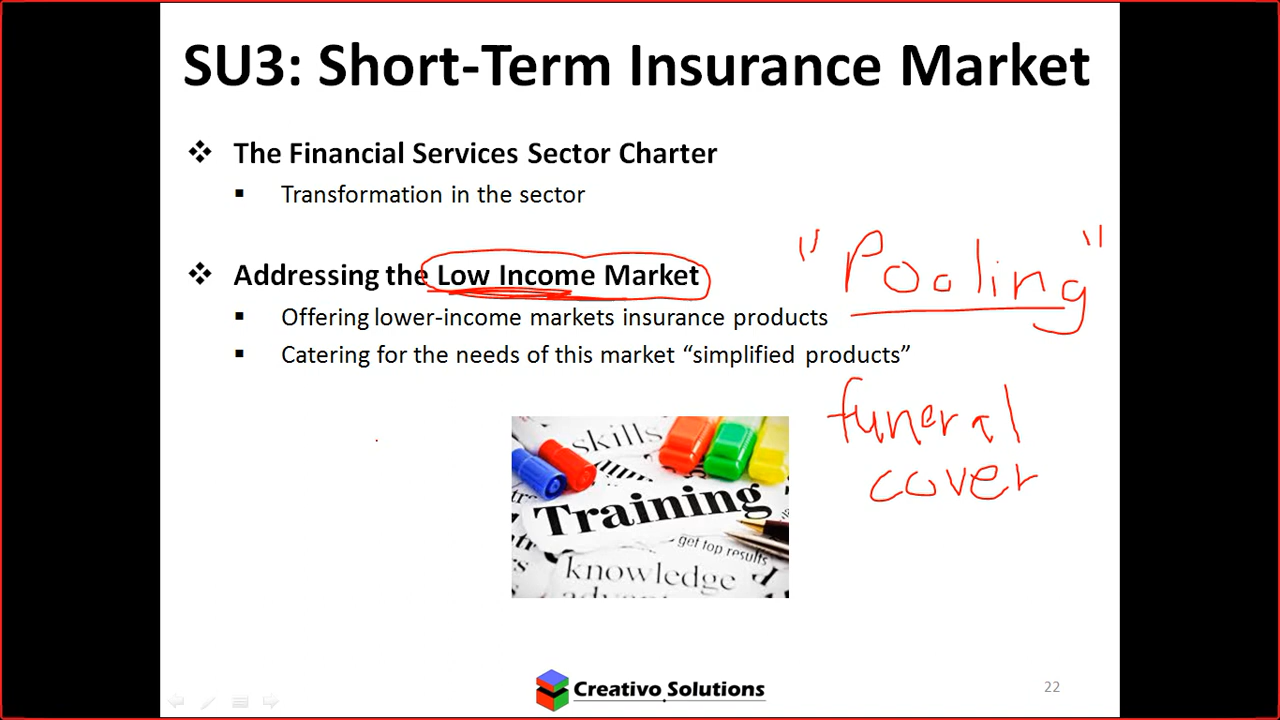 SU3: Short-Term Insurance Market
The Financial Services Sector Charter
Transformation in the sector
Addressing the Low Income Market
Offering lower-income markets insurance products
Catering for the needs of this market “simplified products”
"Pooling"
funeral
cover
skills
Training
get top results
knowledge
Creativo Solutions
22